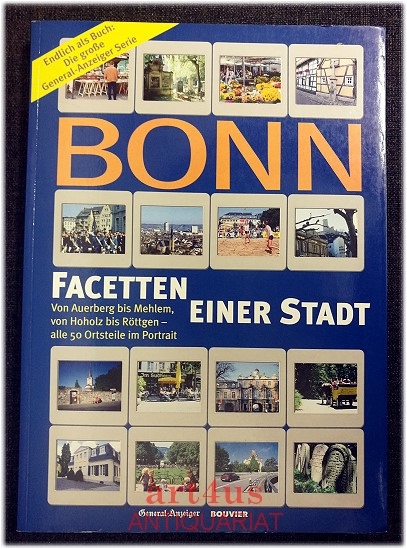 Endlich als Buch:
Die große
General-Anzeiger Serie
BONN
FACETTEN
EINER STADT
Von Auerberg bis Mehlem,
von Hoholz bis Röttgen –
alle 50 Ortsteile im Portrait
art4us
ANTIQUARIAT
General-Anzeiger BOUVIER